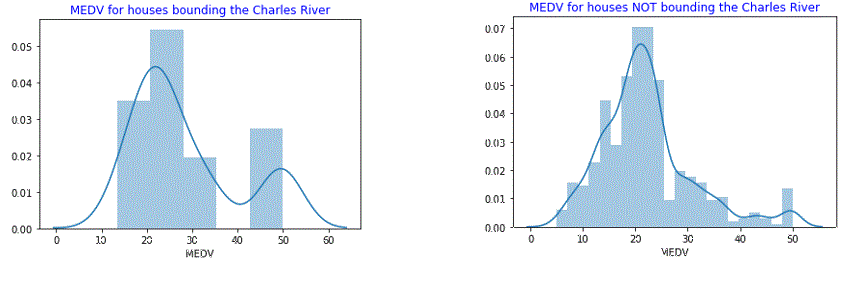 MEDV for houses bounding the Charles River
0.05
0.04
0.03
0.02
0.01
0.00
0 10 20 30 40 50 60
MEDV
MEDV for houses NOT bounding the Charles River
0.07
0.06
0.05
0.04
0.03
0.02
0.01
0.00
0 10 20 30 40 50
MEDV